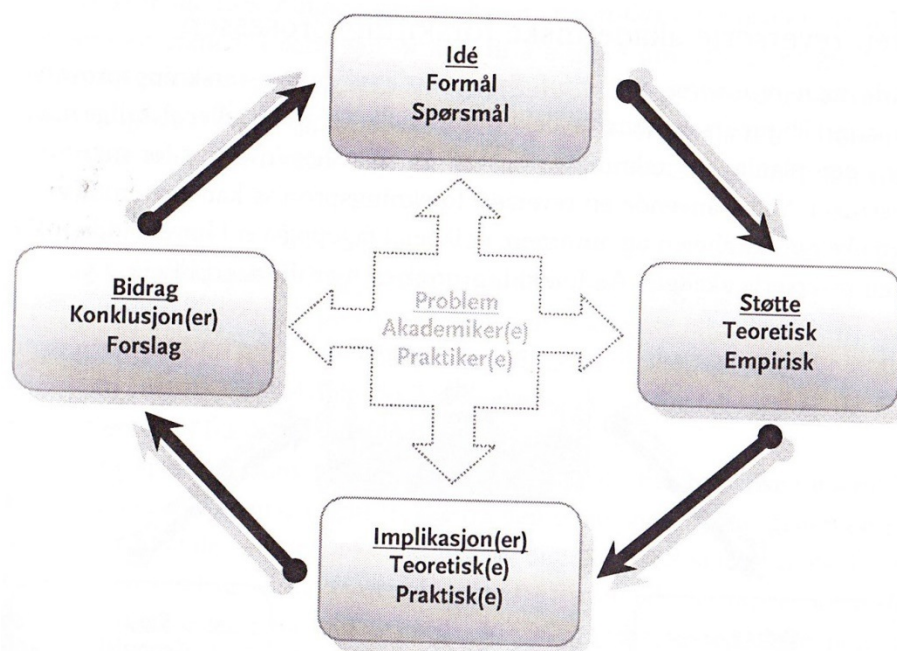 Idé
Formål
Spørsmål
Bidrag
Konklusjon(er)
Forslag
Problem
Akademiker(e)
Praktiker(e)
Støtte
Teoretisk
Empirisk
Implikasjon(er)
Teoretisk(e)
Praktisk(e)